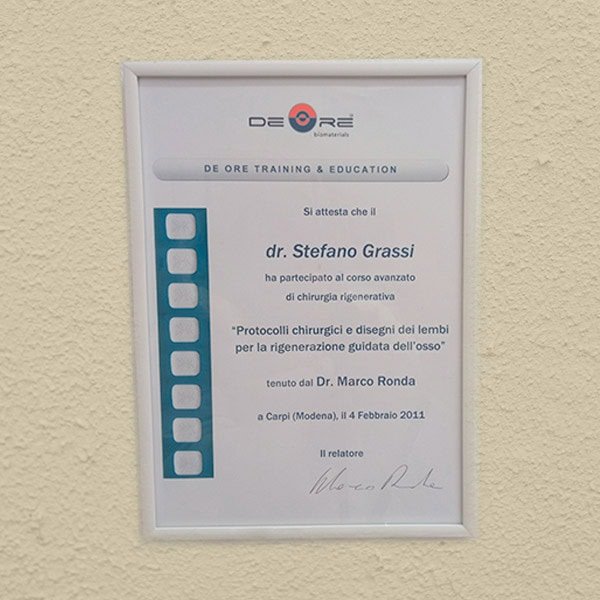 DE ORE
biomaterials
DE ORE TRAINING & EDUCATION
Si attesta che il
dr. Stefano Grassi
ha partecipato al corso avanzato
di chirurgia rigenerativa
"Protocolli chirurgici e disegni dei lembi
per la rigenerazione guidata dell'osso"
tenuto dal Dr. Marco Ronda
a Carpi (Modena), il 4 Febbraio 2011
Il relatore
Marco Ronda